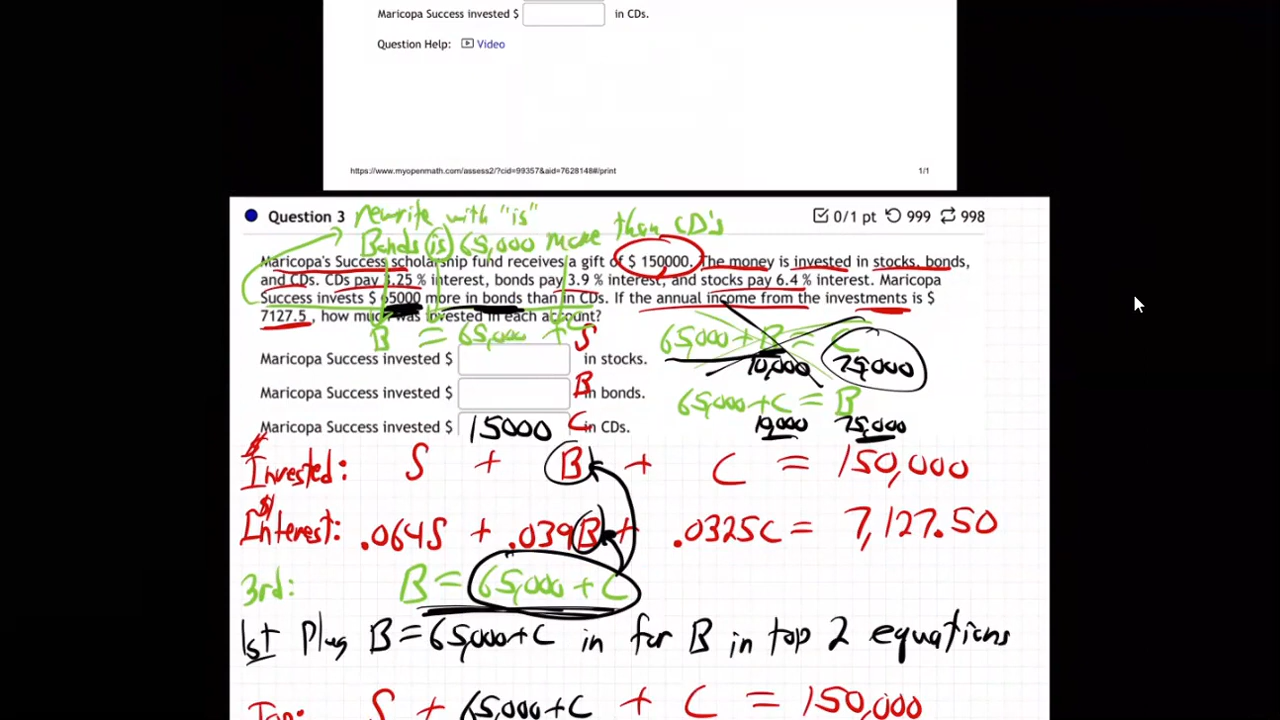 Maricopa Success invested $ in CDs.
Question Help: Video
https://www.myopenmath.com/assess2/?cid=99357&aid=7628148#/print 1/1
Question 3 0/1 pt 999 998
rewrite with "is"
Bonds is 65,000 more than CD's
Maricopa's Success scholarship fund receives a gift of $ 150000. The money is invested in stocks, bonds,
and CDs. CDs pay 3.25 % interest, bonds pay 3.9 % interest, and stocks pay 6.4 % interest. Maricopa
Success invests $ 65000 more in bonds than in CDs. If the annual income from the investments is $
7127.5 , how much was invested in each account?
B = 65,000 + C
65,000 + B = C
10,000 75,000
Maricopa Success invested $ in stocks. S
Maricopa Success invested $ in bonds. B
65,000 + C = B
10,000 75,000
Maricopa Success invested $ 15000 in CDs. C
$ Invested: S + B + C = 150,000
$ Interest: .064S + .039B + .0325C = 7,127.50
3rd: B = 65,000 + C
1st Plug B = 65,000 + C in for B in top 2 equations
Top: S + 65,000 + C + C = 150,000